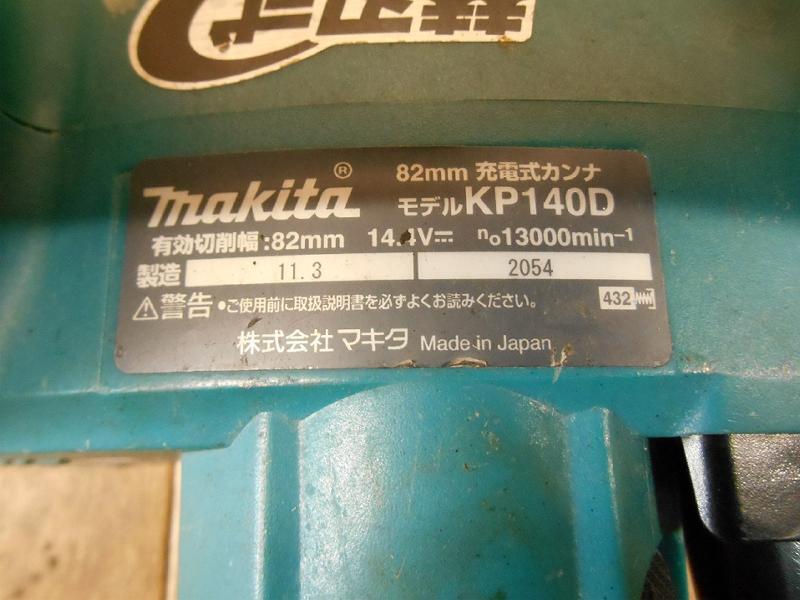 makita®
82mm 充電式カンナ
モデルKP140D
有効切削幅:82mm 14.4V n₀13000min⁻¹
製造 11.3 2054
⚠警告 •ご使用前に取扱説明書を必ずよくお読みください。
432
株式会社マキタ Made in Japan